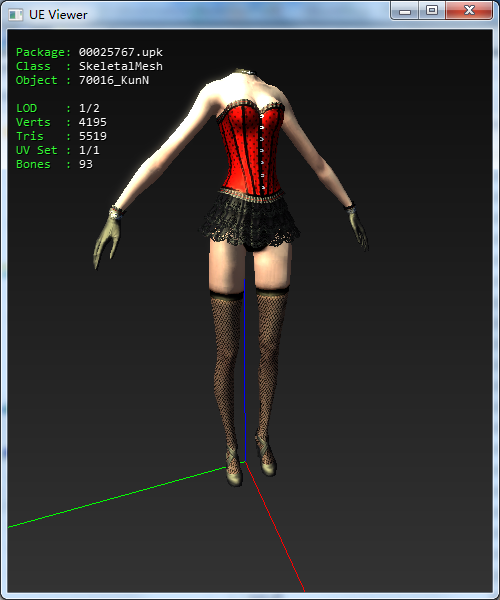 UE Viewer
Package: 00025767.upk
Class : SkeletalMesh
Object : 70016_KunN
LOD : 1/2
Verts : 4195
Tris : 5519
UV Set : 1/1
Bones : 93